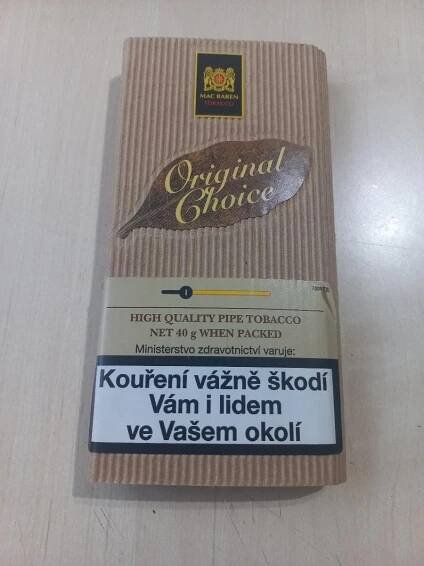 MAC BAREN
TOBACCO
Original
Choice
HIGH QUALITY PIPE TOBACCO
NET 40 g WHEN PACKED
Ministerstvo zdravotnictví varuje:
Kouření vážně škodí
Vám i lidem
ve Vašem okolí